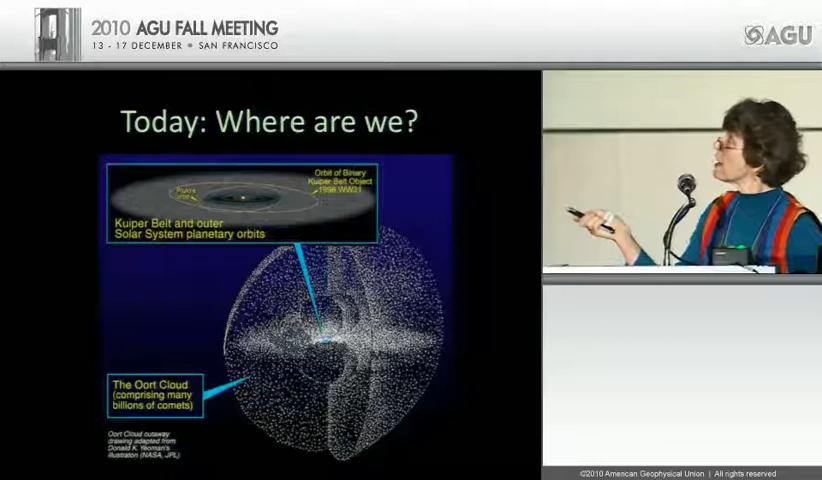 2010 AGU FALL MEETING
13 - 17 DECEMBER • SAN FRANCISCO
AGU
Today: Where are we?
Orbit of Binary
Kuiper Belt Object
1998 WW31
Pluto's
orbit
Kuiper Belt and outer
Solar System planetary orbits
The Oort Cloud
(comprising many
billions of comets)
Oort Cloud cutaway
drawing adapted from
Donald K. Yeoman's
illustration (NASA, JPL)
©2010 American Geophysical Union | All rights reserved